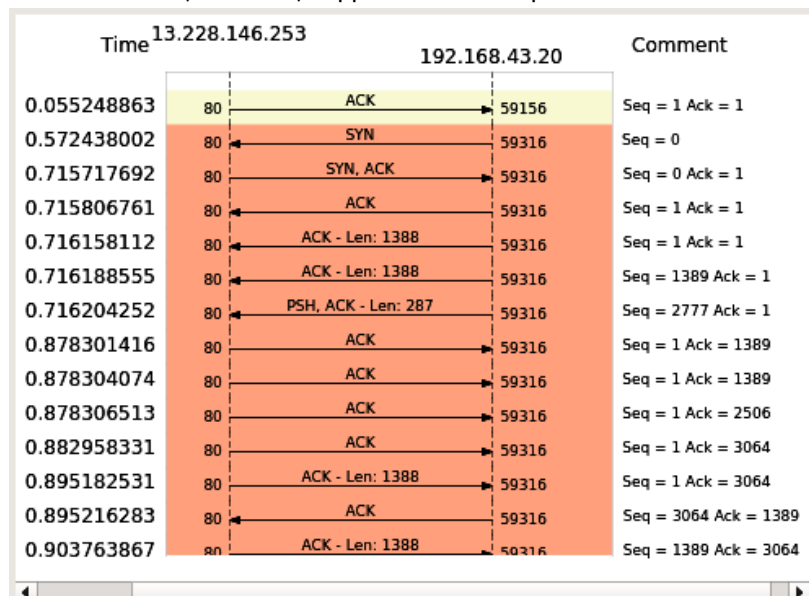 Time 13.228.146.253 192.168.43.20 Comment
0.055248863 80 ACK 59156 Seq = 1 Ack = 1
0.572438002 80 SYN 59316 Seq = 0
0.715717692 80 SYN, ACK 59316 Seq = 0 Ack = 1
0.715806761 80 ACK 59316 Seq = 1 Ack = 1
0.716158112 80 ACK - Len: 1388 59316 Seq = 1 Ack = 1
0.716188555 80 ACK - Len: 1388 59316 Seq = 1389 Ack = 1
0.716204252 80 PSH, ACK - Len: 287 59316 Seq = 2777 Ack = 1
0.878301416 80 ACK 59316 Seq = 1 Ack = 1389
0.878304074 80 ACK 59316 Seq = 1 Ack = 1389
0.878306513 80 ACK 59316 Seq = 1 Ack = 2506
0.882958331 80 ACK 59316 Seq = 1 Ack = 3064
0.895182531 80 ACK - Len: 1388 59316 Seq = 1 Ack = 3064
0.895216283 80 ACK 59316 Seq = 3064 Ack = 1389
0.903763867 80 ACK - Len: 1388 59316 Seq = 1389 Ack = 3064